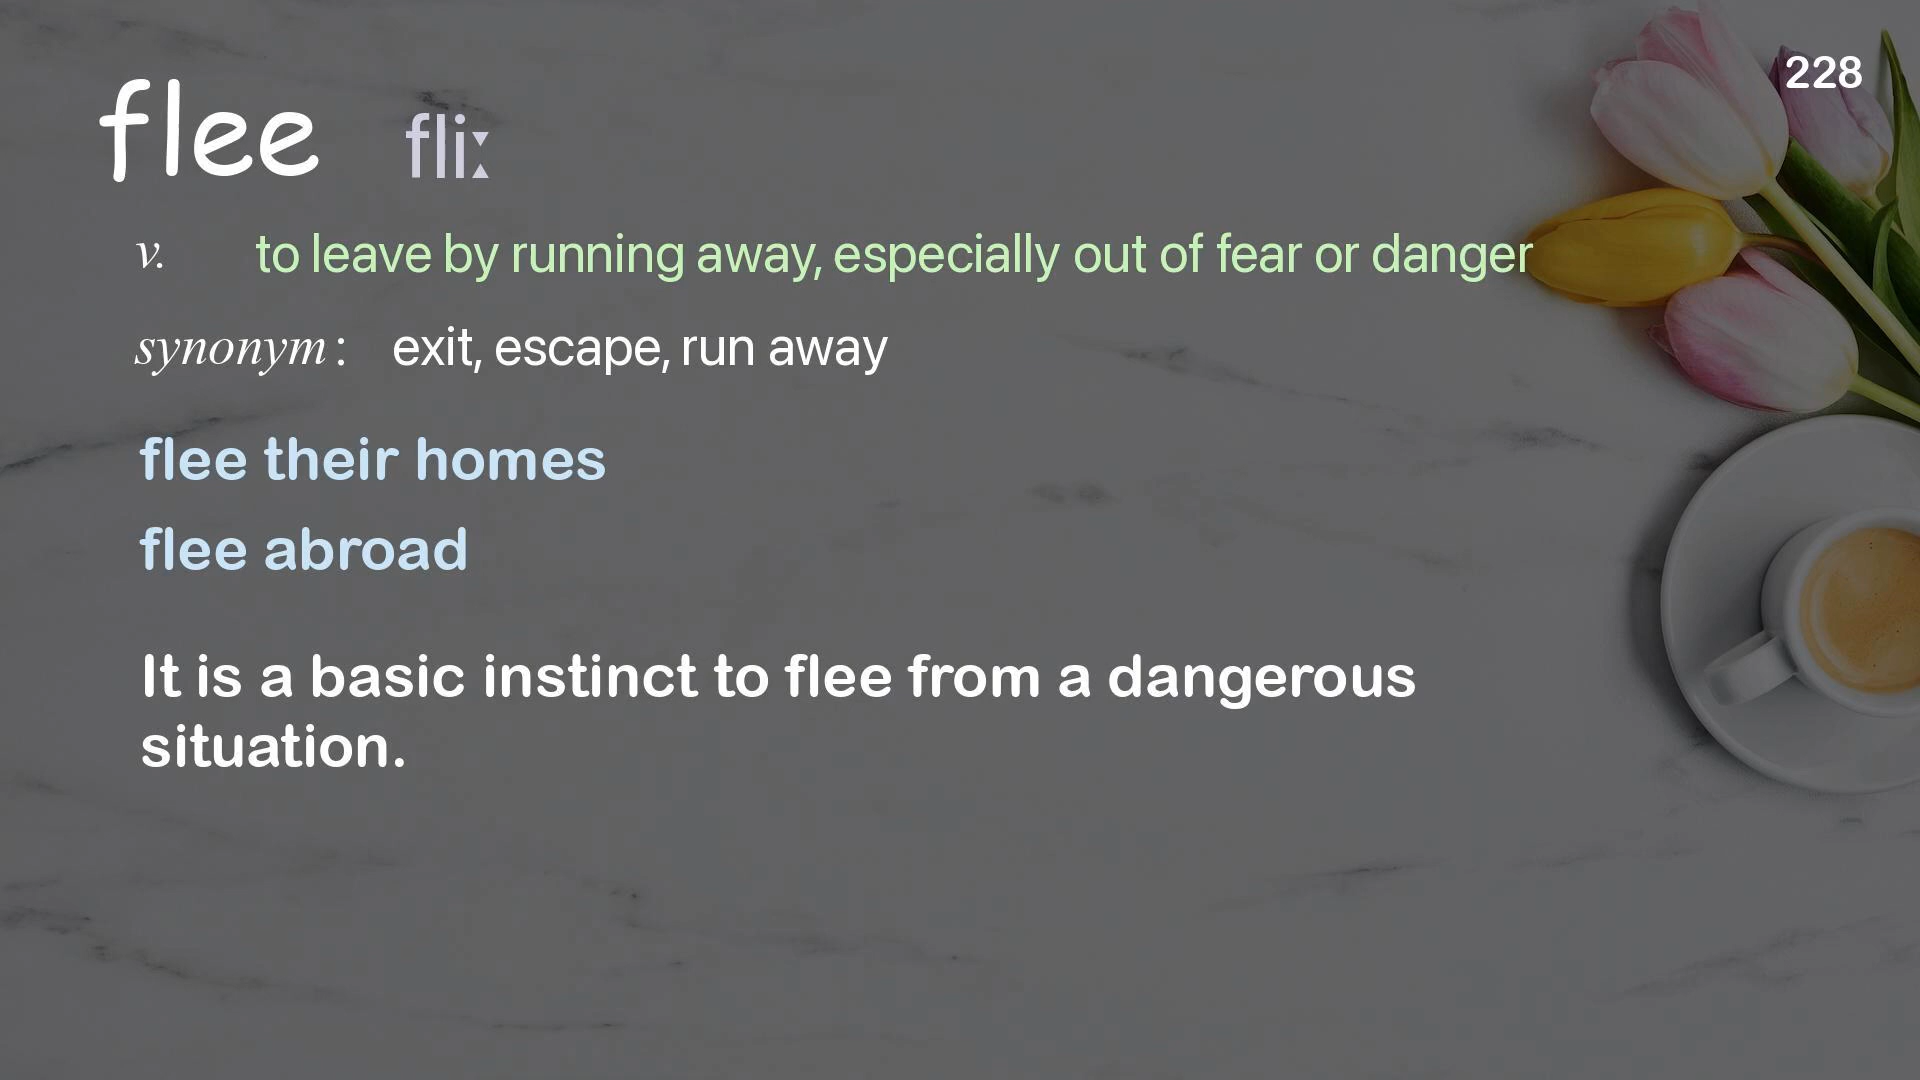 228
flee fliː
v. to leave by running away, especially out of fear or danger
synonym : exit, escape, run away
flee their homes
flee abroad
It is a basic instinct to flee from a dangerous
situation.